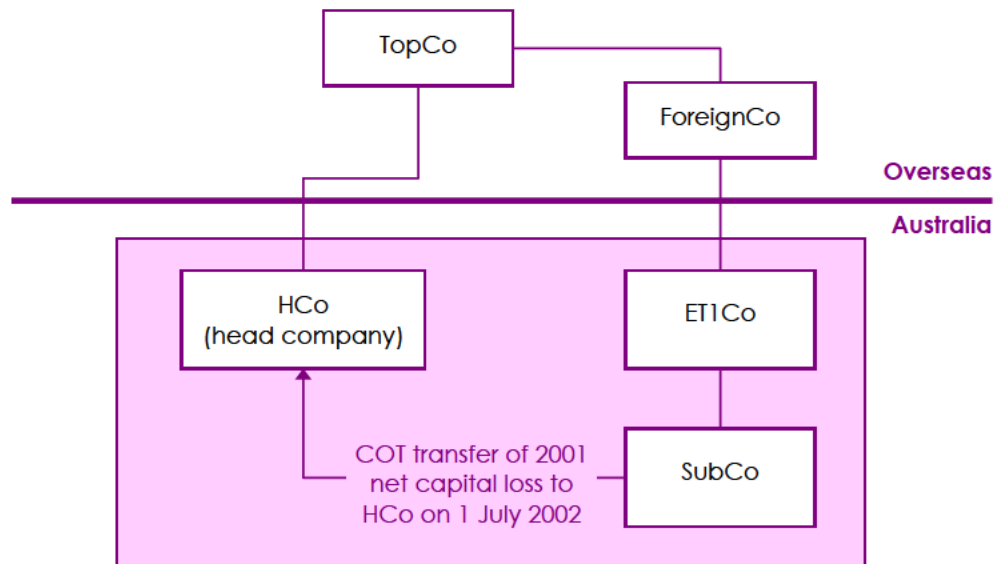 TopCo
ForeignCo
Overseas
Australia
HCo
(head company)
ET1Co
COT transfer of 2001
net capital loss to
HCo on 1 July 2002
SubCo